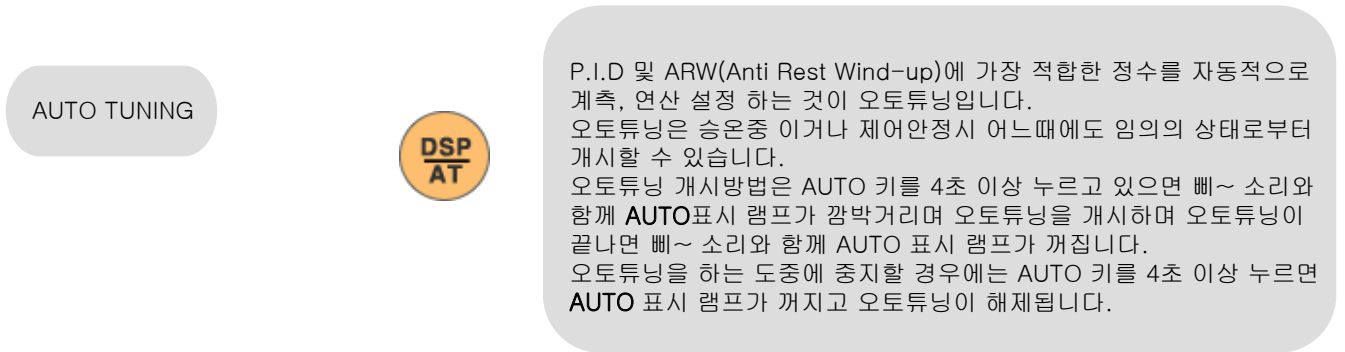 AUTO TUNING
DSP
AT
P.I.D 및 ARW(Anti Rest Wind-up)에 가장 적합한 정수를 자동적으로
계측, 연산 설정 하는 것이 오토튜닝입니다.
오토튜닝은 승온중 이거나 제어안정시 어느때에도 임의의 상태로부터
개시할 수 있습니다.
오토튜닝 개시방법은 AUTO 키를 4초 이상 누르고 있으면 삐~ 소리와
함께 AUTO표시 램프가 깜박거리며 오토튜닝을 개시하며 오토튜닝이
끝나면 삐~ 소리와 함께 AUTO 표시 램프가 꺼집니다.
오토튜닝을 하는 도중에 중지할 경우에는 AUTO 키를 4초 이상 누르면
AUTO 표시 램프가 꺼지고 오토튜닝이 해제됩니다.